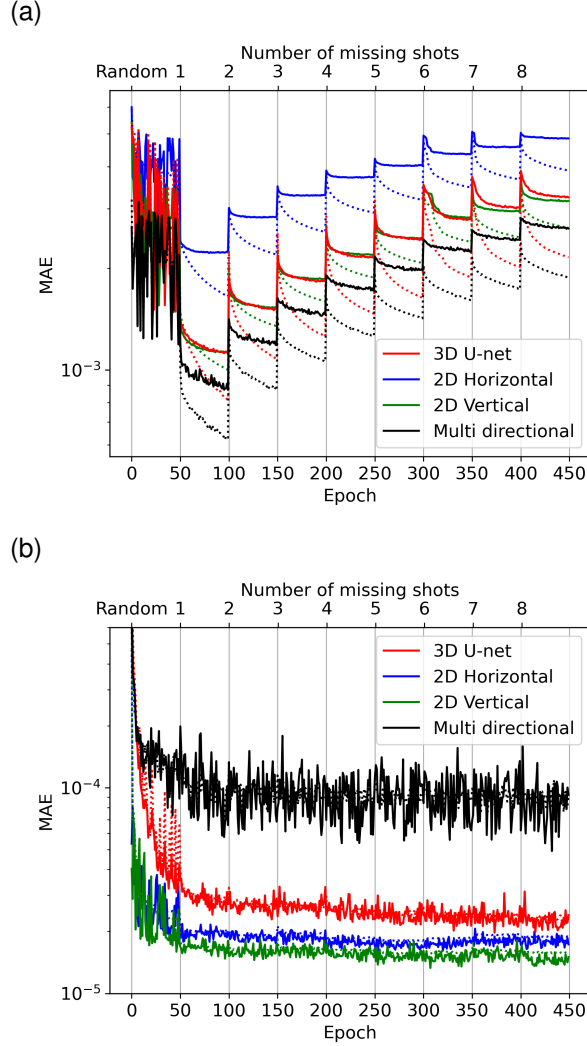 (a)
Number of missing shots
Random 1 2 3 4 5 6 7 8
MAE
10⁻³
3D U-net
2D Horizontal
2D Vertical
Multi directional
0 50 100 150 200 250 300 350 400 450
Epoch
(b)
Number of missing shots
Random 1 2 3 4 5 6 7 8
3D U-net
2D Horizontal
2D Vertical
Multi directional
MAE
10⁻⁴
10⁻⁵
0 50 100 150 200 250 300 350 400 450
Epoch